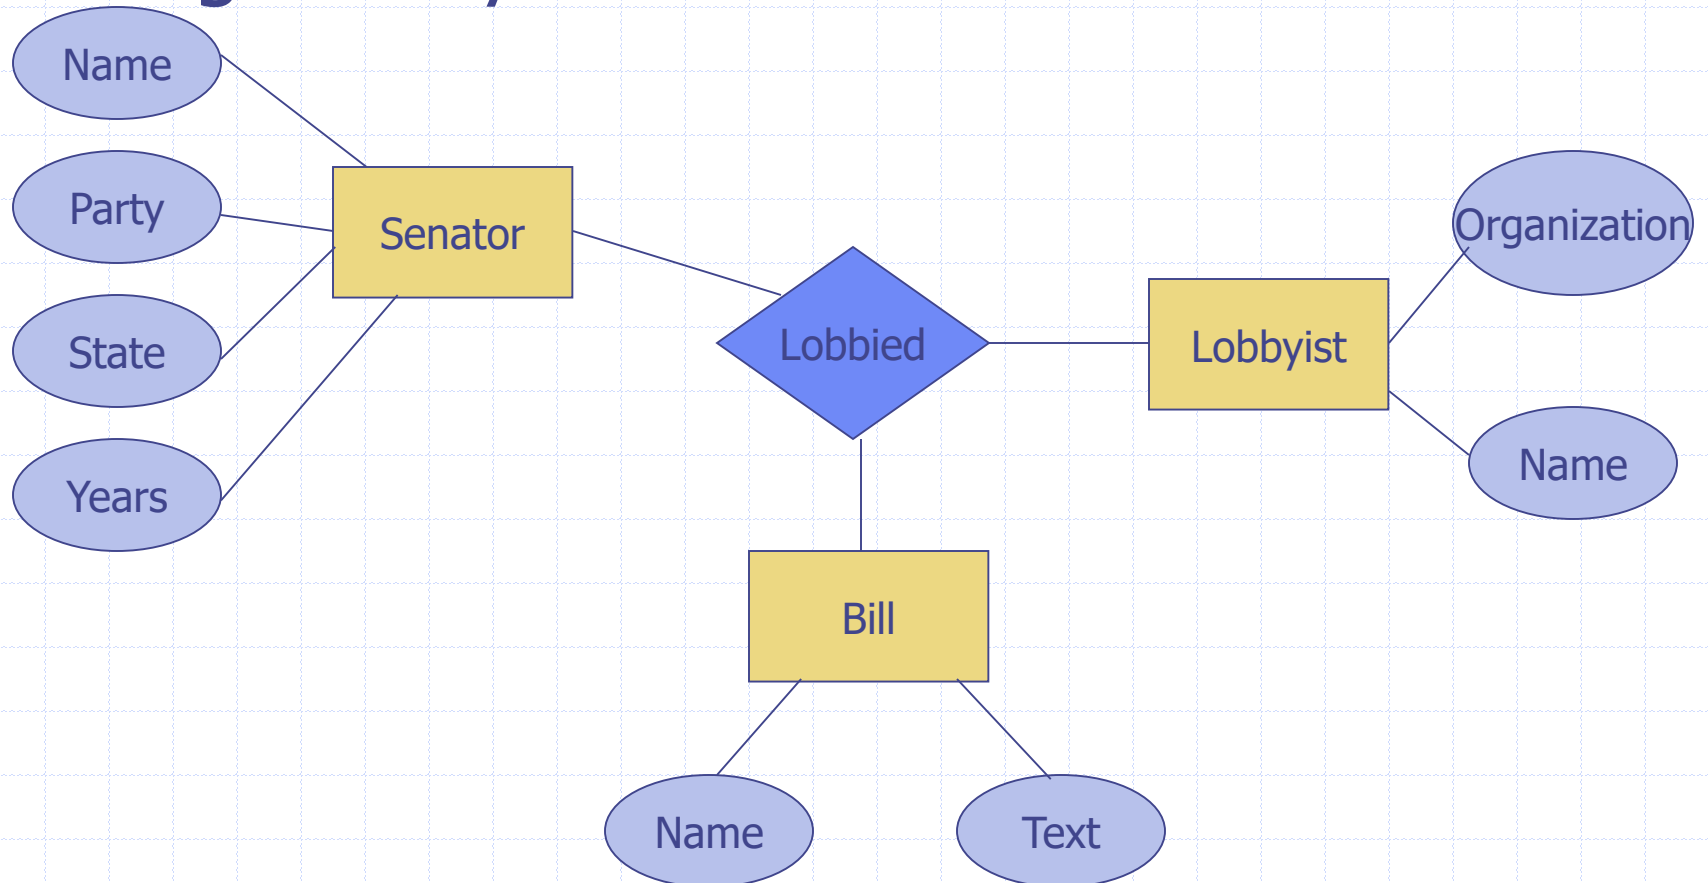 Name
Party
Senator
Organization
State
Lobbied
Lobbyist
Years
Name
Bill
Name
Text